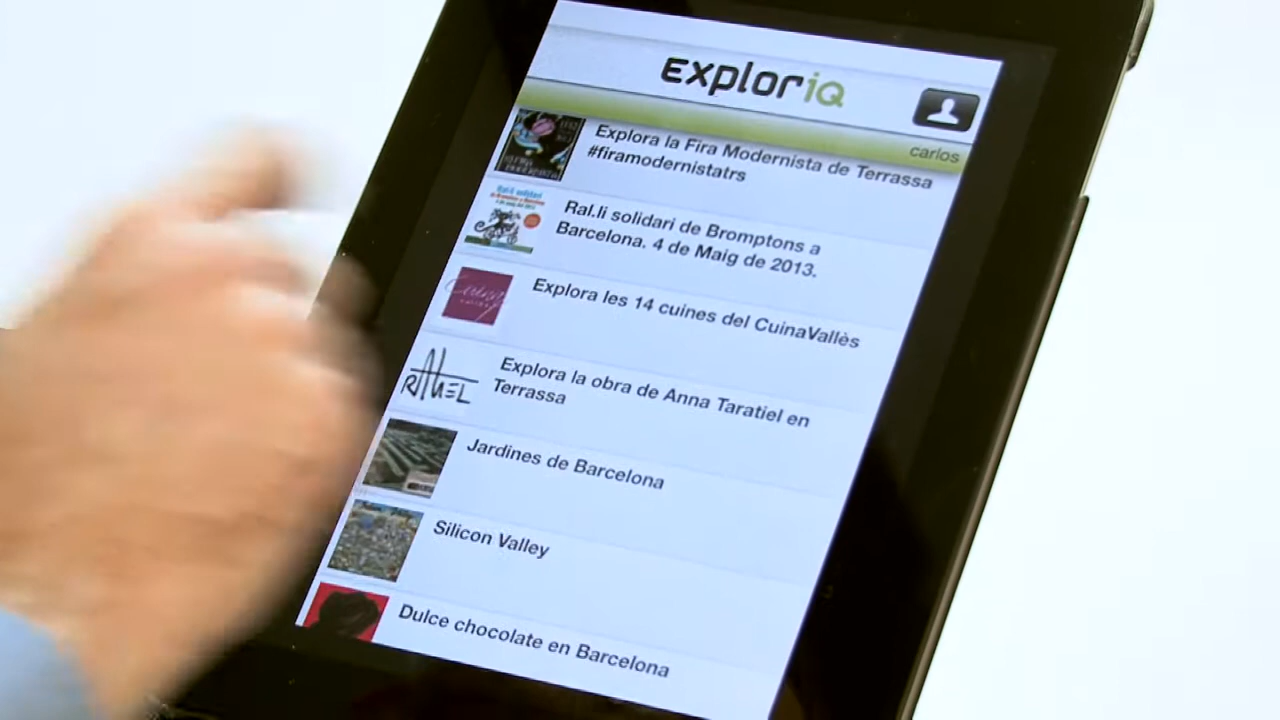 exploriQ
carlos
Explora la Fira Modernista de Terrassa
#firamodernistatrs
Ral.li solidari de Bromptons a
Barcelona. 4 de Maig de 2013.
Explora les 14 cuines del CuinaVallès
Explora la obra de Anna Taratiel en
Terrassa
Jardines de Barcelona
Silicon Valley
Dulce chocolate en Barcelona